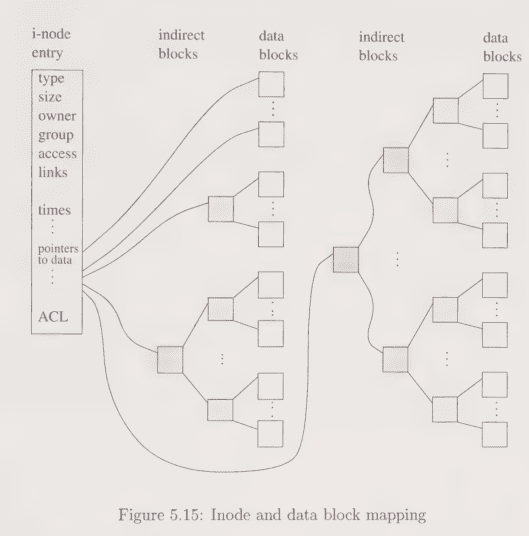 i-node
entry
indirect
blocks
data
blocks
indirect
blocks
data
blocks
type
size
owner
group
access
links
times
pointers
to data
ACL
Figure 5.15: Inode and data block mapping